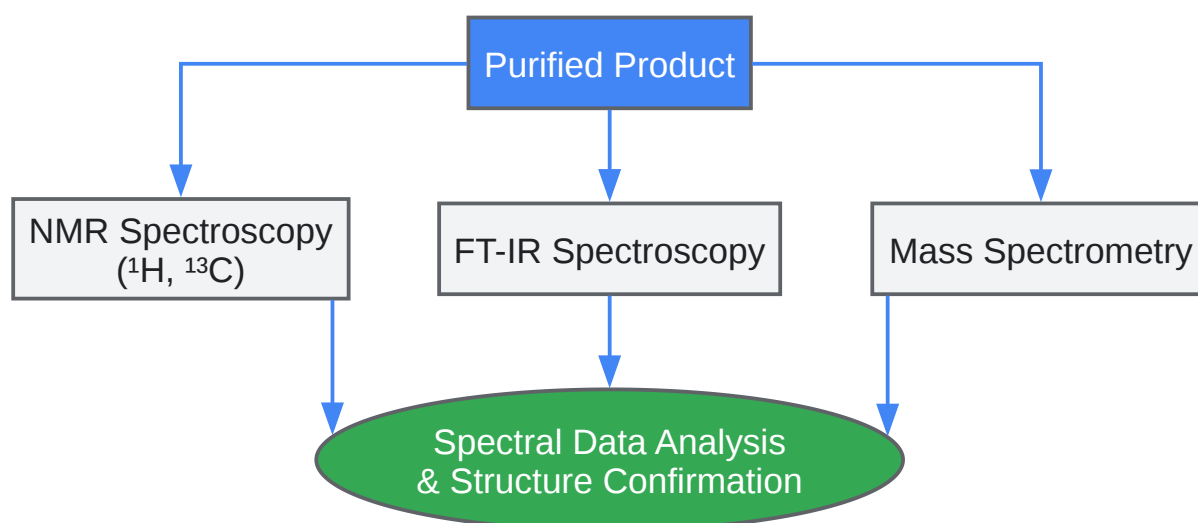 Purified Product
NMR Spectroscopy
(¹H, ¹³C)
FT-IR Spectroscopy
Mass Spectrometry
Spectral Data Analysis
& Structure Confirmation